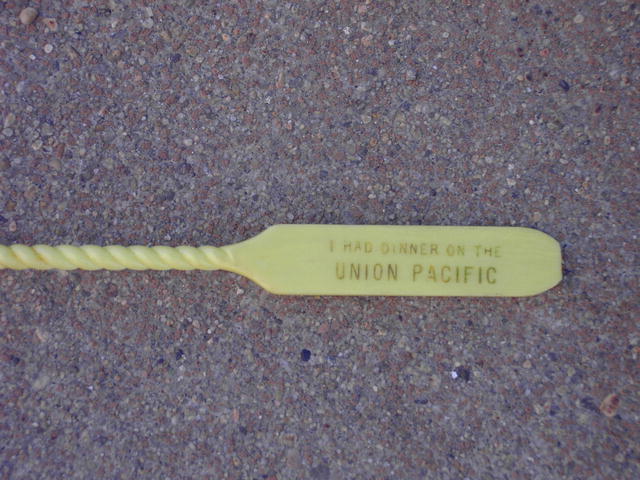 I HAD DINNER ON THE
UNION PACIFIC